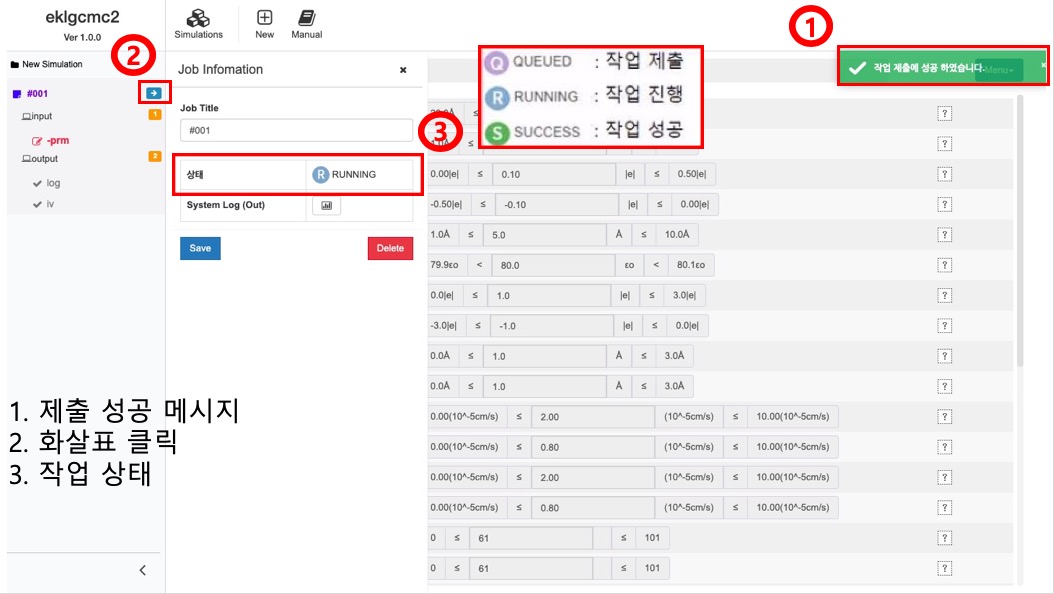 eklgcmc2
Ver 1.0.0
Simulations
New
Manual
1
2
3
New Simulation
#001
input
1
-prm
output
2
log
iv
Job Infomation
×
Job Title
#001
상태
R RUNNING
System Log (Out)
Save
Delete
Q QUEUED : 작업 제출
R RUNNING : 작업 진행
S SUCCESS : 작업 성공
작업 제출에 성공 하였습니다.
Menu
×
≤ ?
≤ ?
0.00|e| ≤ 0.10 |e| ≤ 0.50|e| ?
-0.50|e| ≤ -0.10 |e| ≤ 0.00|e| ?
1.0Å ≤ 5.0 Å ≤ 10.0Å ?
79.9εo < 80.0 εo < 80.1εo ?
0.0|e| ≤ 1.0 |e| ≤ 3.0|e| ?
-3.0|e| ≤ -1.0 |e| ≤ 0.0|e| ?
0.0Å ≤ 1.0 Å ≤ 3.0Å ?
0.0Å ≤ 1.0 Å ≤ 3.0Å ?
0.00(10^-5cm/s) ≤ 2.00 (10^-5cm/s) ≤ 10.00(10^-5cm/s) ?
0.00(10^-5cm/s) ≤ 0.80 (10^-5cm/s) ≤ 10.00(10^-5cm/s) ?
0.00(10^-5cm/s) ≤ 2.00 (10^-5cm/s) ≤ 10.00(10^-5cm/s) ?
0.00(10^-5cm/s) ≤ 0.80 (10^-5cm/s) ≤ 10.00(10^-5cm/s) ?
0 ≤ 61 ≤ 101 ?
0 ≤ 61 ≤ 101 ?
1. 제출 성공 메시지
2. 화살표 클릭
3. 작업 상태